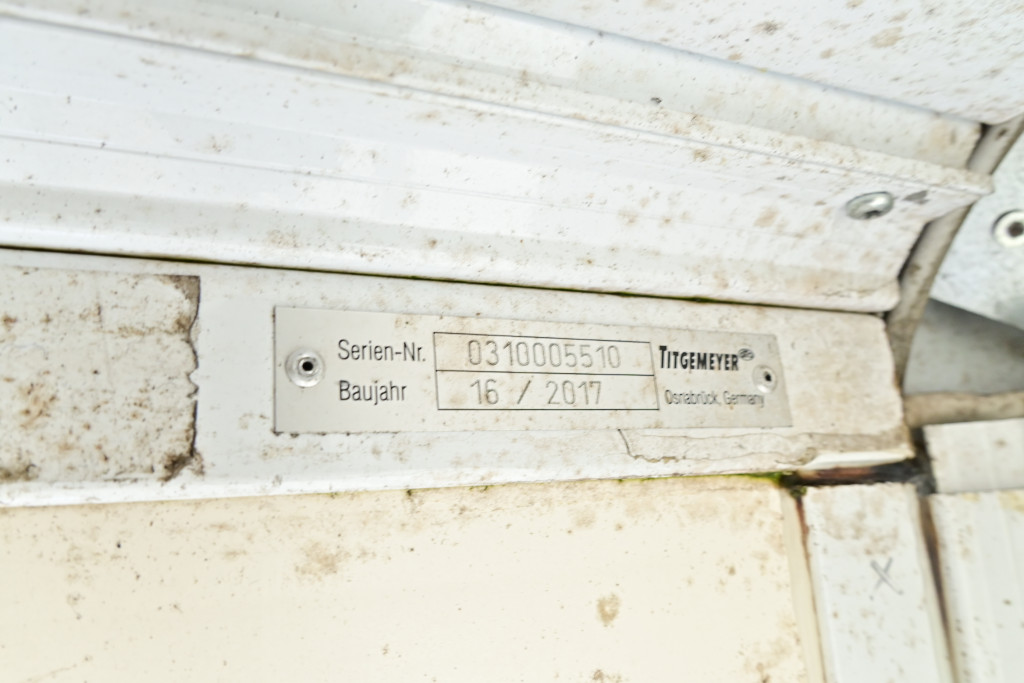 Serien-Nr. 0310005510 TITGEMEYER
Baujahr 16 / 2017 Osnabrück, Germany
X